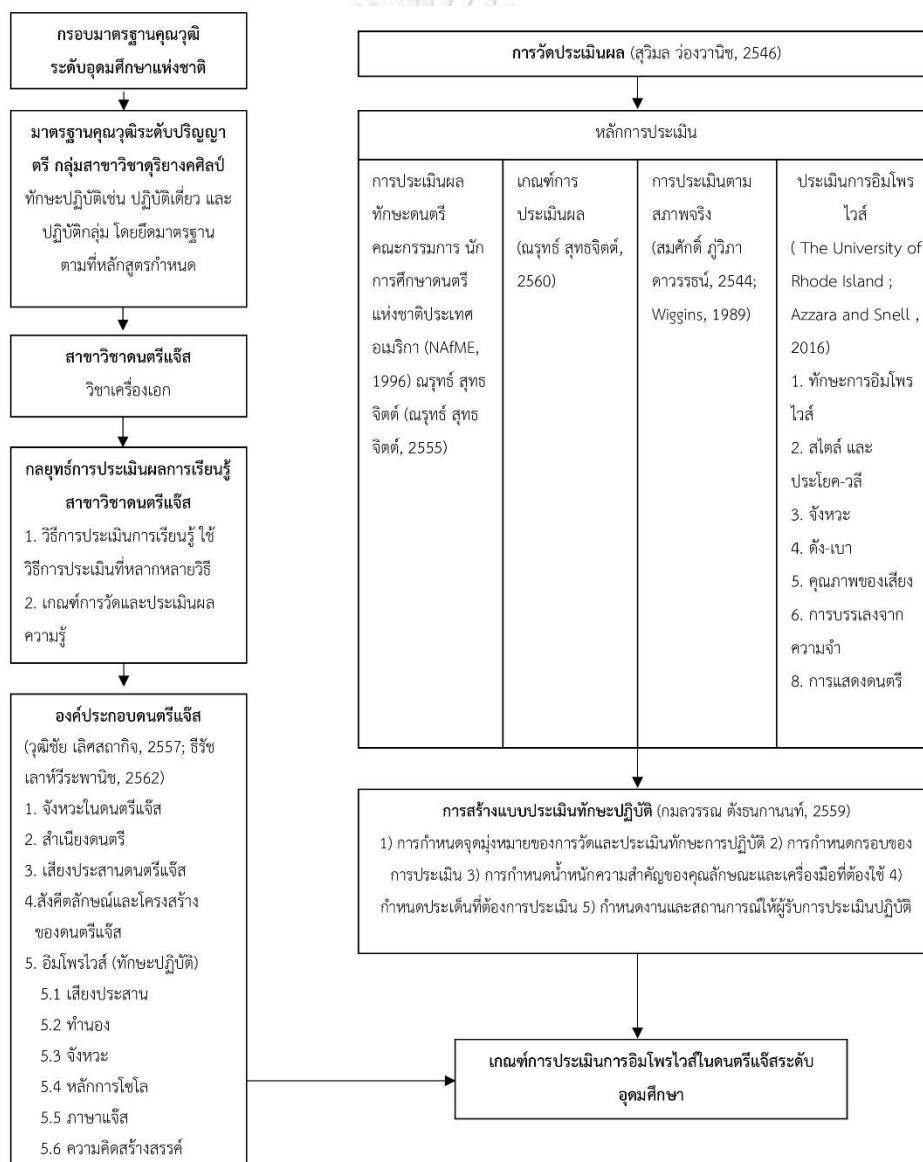 กรอบมาตรฐานคุณวุฒิ
ระดับอุดมศึกษาแห่งชาติ
มาตรฐานคุณวุฒิระดับปริญญา
ตรี กลุ่มสาขาวิชาดุริยางคศิลป์
ทักษะปฏิบัติเช่น ปฏิบัติเดี่ยว และ
ปฏิบัติกลุ่ม โดยยึดมาตรฐาน
ตามที่หลักสูตรกำหนด
สาขาวิชาดนตรีแจ๊ส
วิชาเครื่องเอก
กลยุทธ์การประเมินผลการเรียนรู้
สาขาวิชาดนตรีแจ๊ส
1. วิธีการประเมินการเรียนรู้ ใช้
วิธีการประเมินที่หลากหลายวิธี
2. เกณฑ์การวัดและประเมินผล
ความรู้
องค์ประกอบดนตรีแจ๊ส
(วุฒิชัย เลิศสถากิจ, 2557; ธีรัช
เลาห์วีระพานิช, 2562)
1. จังหวะในดนตรีแจ๊ส
2. สำเนียงดนตรี
3. เสียงประสานดนตรีแจ๊ส
4.สังคีตลักษณ์และโครงสร้าง
ของดนตรีแจ๊ส
5. อิมโพรไวส์ (ทักษะปฏิบัติ)
5.1 เสียงประสาน
5.2 ทำนอง
5.3 จังหวะ
5.4 หลักการโซโล
5.5 ภาษาแจ๊ส
5.6 ความคิดสร้างสรรค์
การวัดประเมินผล (สุวิมล ว่องวานิช, 2546)
หลักการประเมิน
การประเมินผล
ทักษะดนตรี
คณะกรรมการ นัก
การศึกษาดนตรี
แห่งชาติประเทศ
อเมริกา (NAfME,
1996) ณรุทธ์ สุทธ
จิตต์ (ณรุทธ์ สุทธ
จิตต์, 2555)
เกณฑ์การ
ประเมินผล
(ณรุทธ์ สุทธจิตต์,
2560)
การประเมินตาม
สภาพจริง
(สมศักดิ์ ภู่วิภา
ดาวรรธน์, 2544;
Wiggins, 1989)
ประเมินการอิมโพร
ไวส์
( The University of
Rhode Island ;
Azzara and Snell ,
2016)
1. ทักษะการอิมโพร
ไวส์
2. สไตล์ และ
ประโยค-วลี
3. จังหวะ
4. ดัง-เบา
5. คุณภาพของเสียง
6. การบรรเลงจาก
ความจำ
8. การแสดงดนตรี
การสร้างแบบประเมินทักษะปฏิบัติ (กมลวรรณ ตังธนกานนท์, 2559)
1) การกำหนดจุดมุ่งหมายของการวัดและประเมินทักษะการปฏิบัติ 2) การกำหนดกรอบของ
การประเมิน 3) การกำหนดน้ำหนักความสำคัญของคุณลักษณะและเครื่องมือที่ต้องใช้ 4)
กำหนดประเด็นที่ต้องการประเมิน 5) กำหนดงานและสถานการณ์ให้ผู้รับการประเมินปฏิบัติ
เกณฑ์การประเมินการอิมโพรไวส์ในดนตรีแจ๊สระดับ
อุดมศึกษา